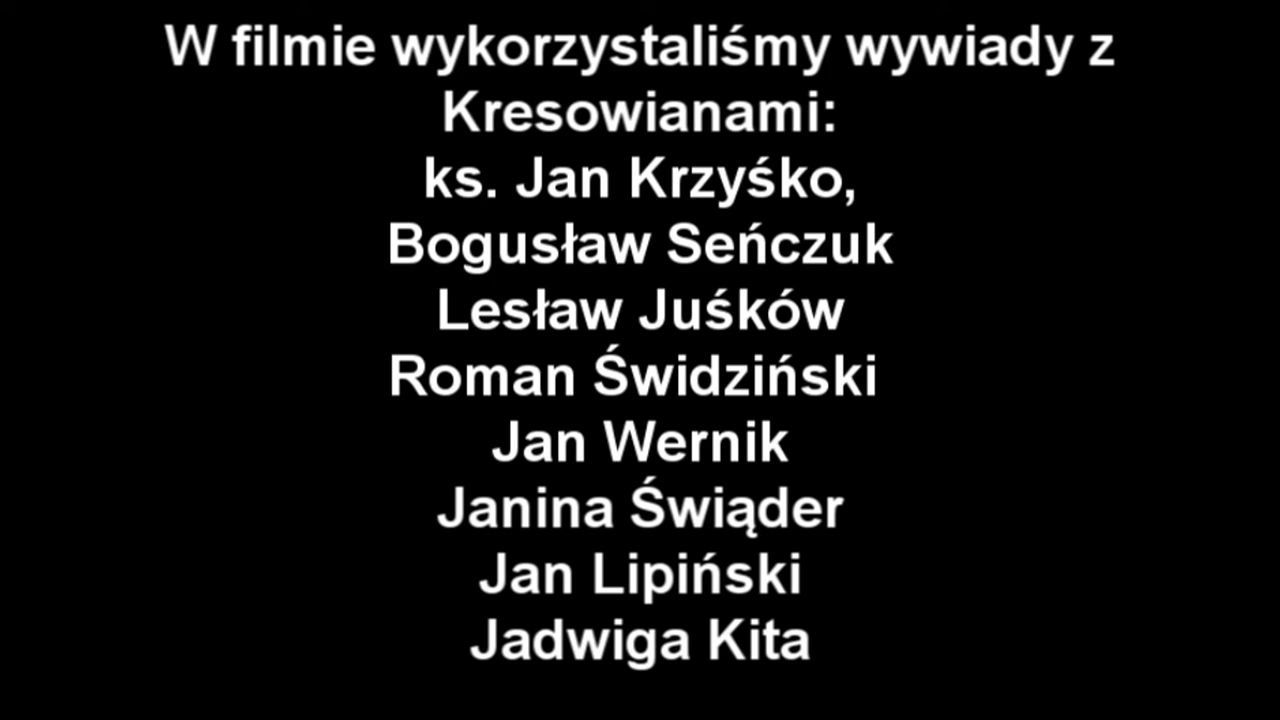 W filmie wykorzystaliśmy wywiady z
Kresowianami:
ks. Jan Krzyśko,
Bogusław Seńczuk
Lesław Juśków
Roman Świdziński
Jan Wernik
Janina Świąder
Jan Lipiński
Jadwiga Kita